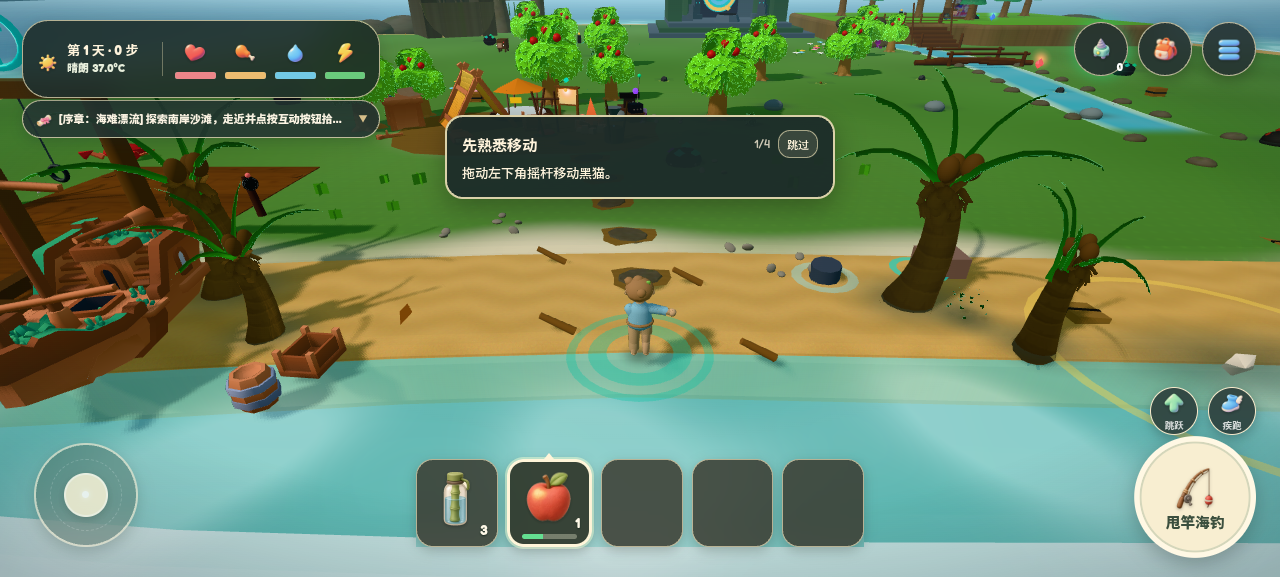 第1天·0 步
晴朗 37.0°C
[序章：海难漂流] 探索南岸沙滩，走近并点按互动按钮拾...
先熟悉移动
1/4
跳过
拖动左下角摇杆移动黑猫。
0
跳跃
疾跑
甩竿海钓
3
1